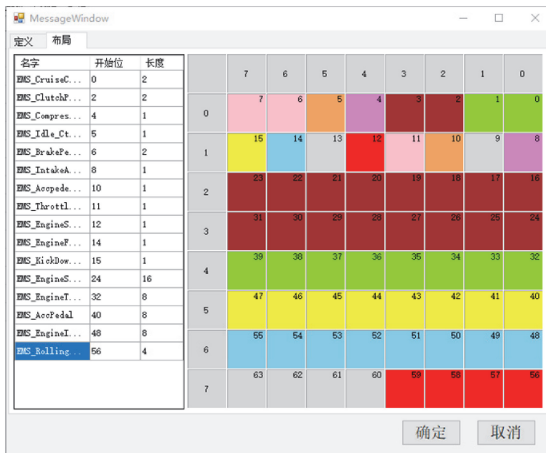 MessageWindow
定义 布局
名字 开始位 长度
EMS_CruiseC... 0 2
EMS_ClutchP... 2 2
EMS_Compres... 4 1
EMS_Idle_Ct... 5 1
EMS_BrakePe... 6 2
EMS_IntakeA... 8 1
EMS_Accpede... 10 1
EMS_Throttl... 11 1
EMS_EngineS... 12 1
EMS_EngineF... 14 1
EMS_KickDow... 15 1
EMS_EngineS... 24 16
EMS_EngineT... 32 8
EMS_AccPedal 40 8
EMS_EngineI... 48 8
EMS_Rolling... 56 4
7 6 5 4 3 2 1 0
0 7 6 5 4 3 2 1 0
1 15 14 13 12 11 10 9 8
2 23 22 21 20 19 18 17 16
3 31 30 29 28 27 26 25 24
4 39 38 37 36 35 34 33 32
5 47 46 45 44 43 42 41 40
6 55 54 53 52 51 50 49 48
7 63 62 61 60 59 58 57 56
确定 取消